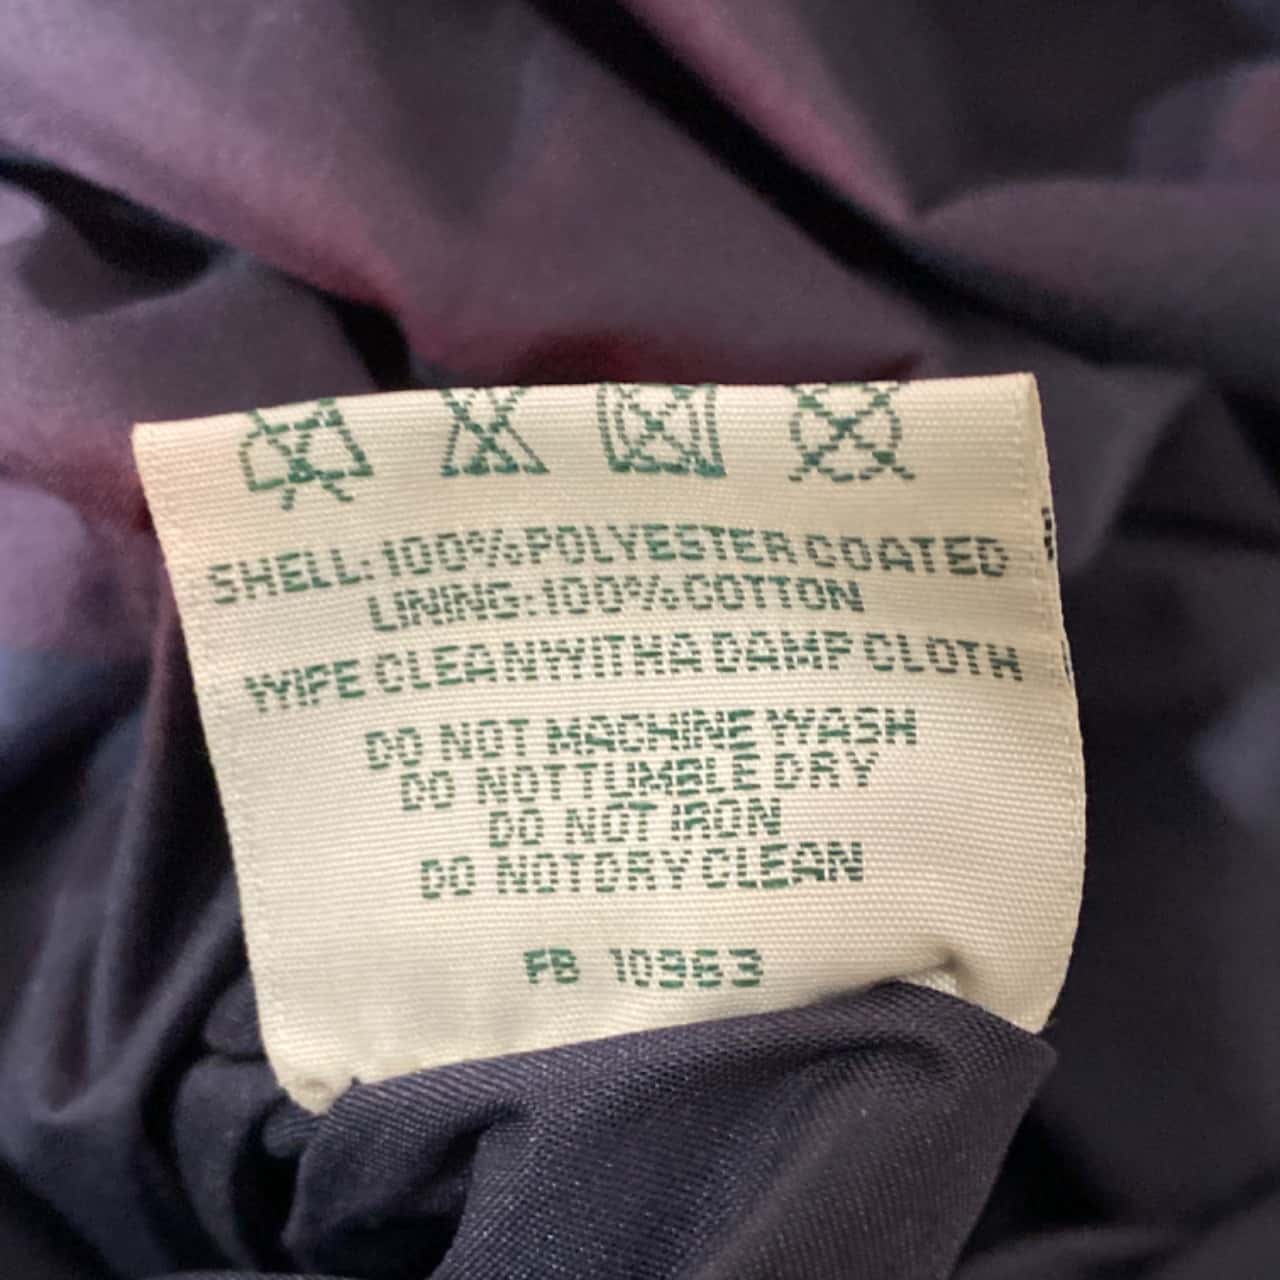 SHELL: 100% POLYESTER COATED
LINING: 100% COTTON
WIPE CLEAN WITH A DAMP CLOTH
DO NOT MACHINE WASH
DO NOT TUMBLE DRY
DO NOT IRON
DO NOT DRY CLEAN
FB 10963